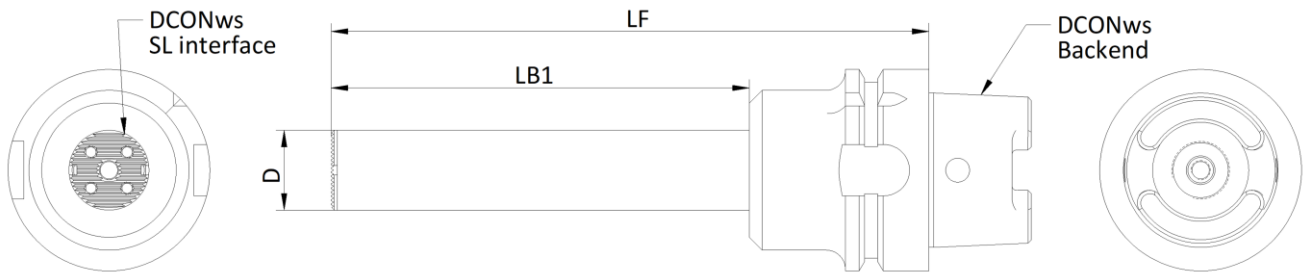 DCONws
SL interface
LF
LB1
D
DCONws
Backend